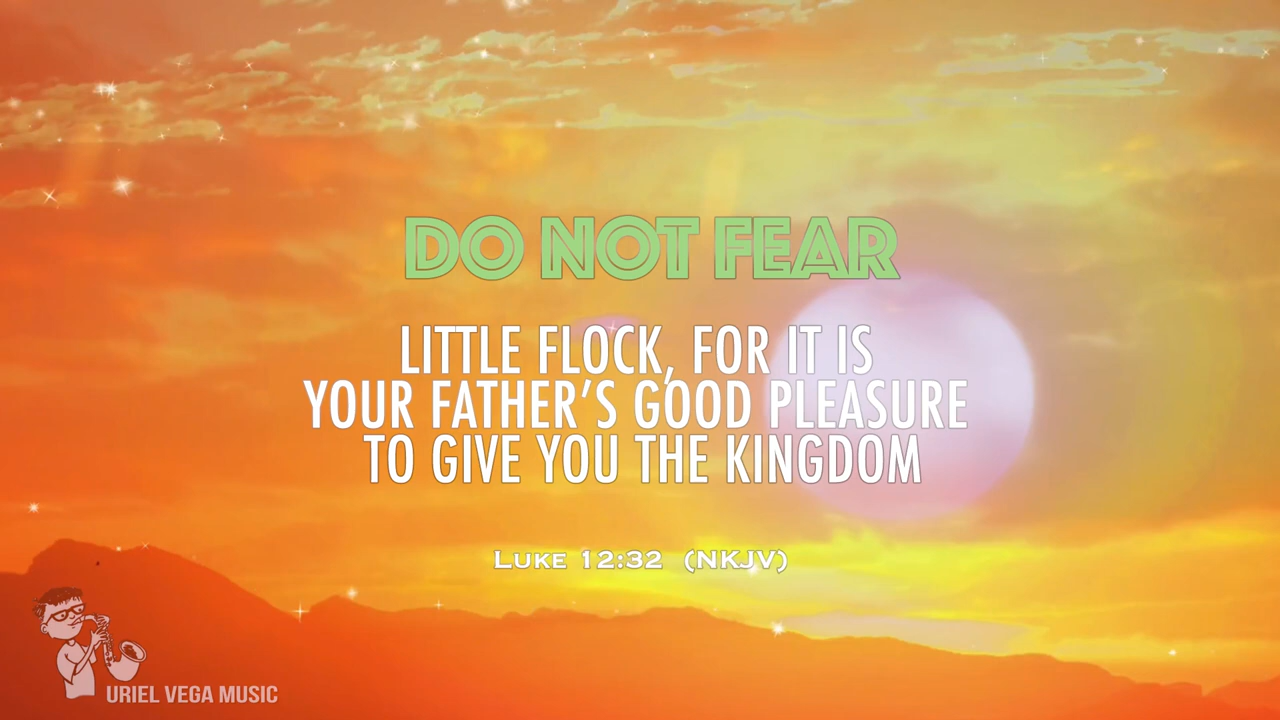 DO NOT FEAR
LITTLE FLOCK, FOR IT IS
YOUR FATHER’S GOOD PLEASURE
TO GIVE YOU THE KINGDOM
LUKE 12:32 (NKJV)
URIEL VEGA MUSIC